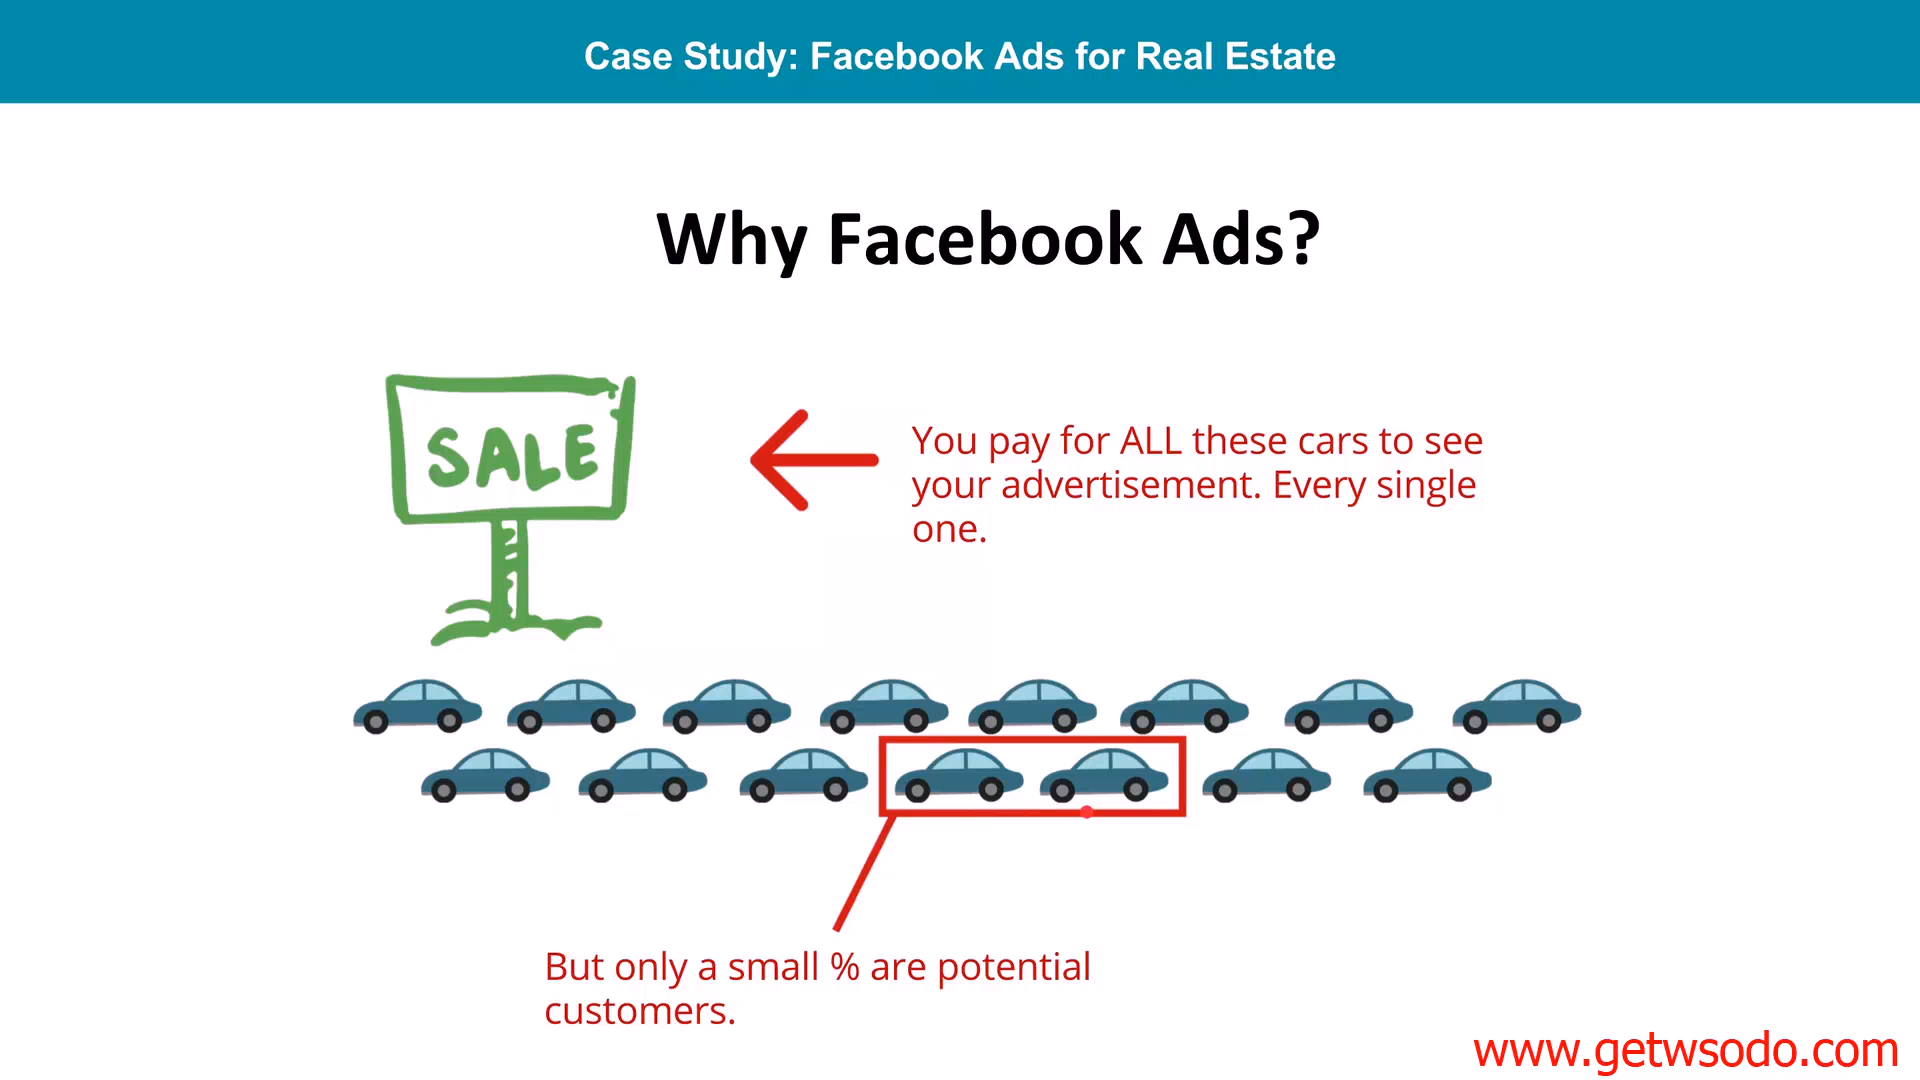 Case Study: Facebook Ads for Real Estate
Why Facebook Ads?
SALE
You pay for ALL these cars to see
your advertisement. Every single
one.
But only a small % are potential
customers.
www.getwsodo.com